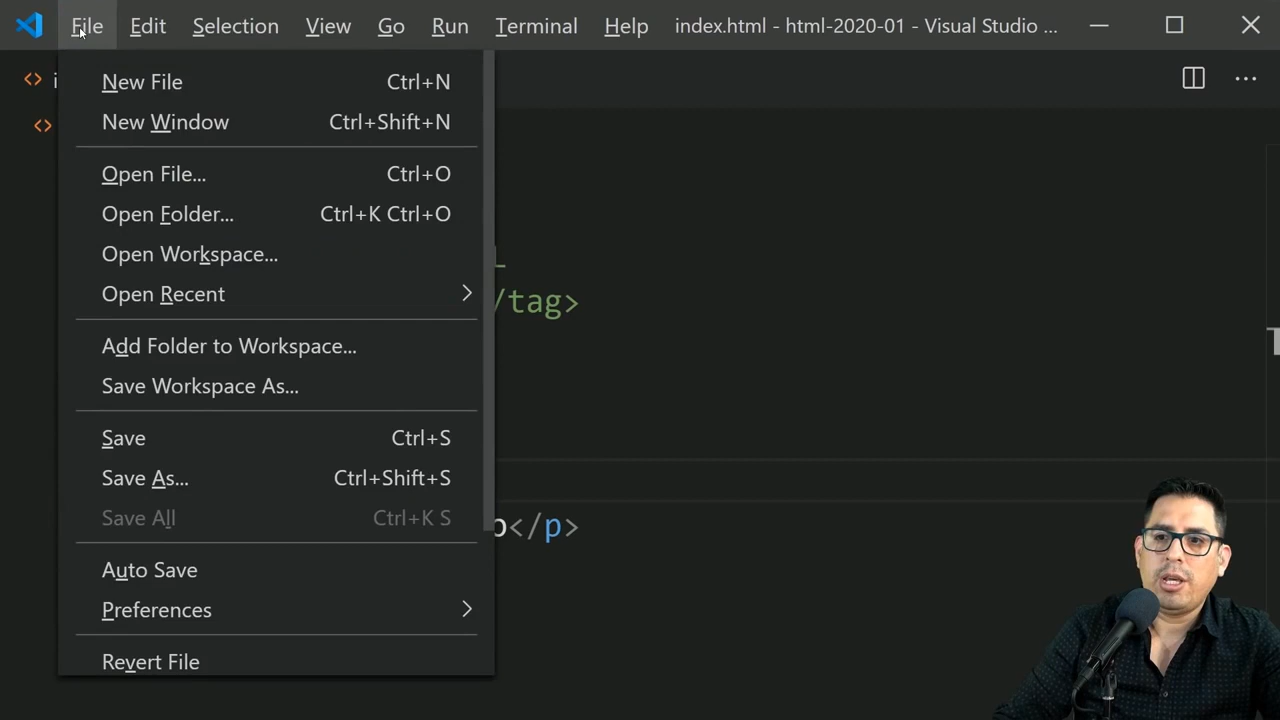 File Edit Selection View Go Run Terminal Help index.html - html-2020-01 - Visual Studio ...
<> i
<>
New File Ctrl+N
New Window Ctrl+Shift+N
Open File... Ctrl+O
Open Folder... Ctrl+K Ctrl+O
Open Workspace...
Open Recent >
/tag>
Add Folder to Workspace...
Save Workspace As...
Save Ctrl+S
Save As... Ctrl+Shift+S
Save All Ctrl+K S
p</p>
Auto Save
Preferences >
Revert File